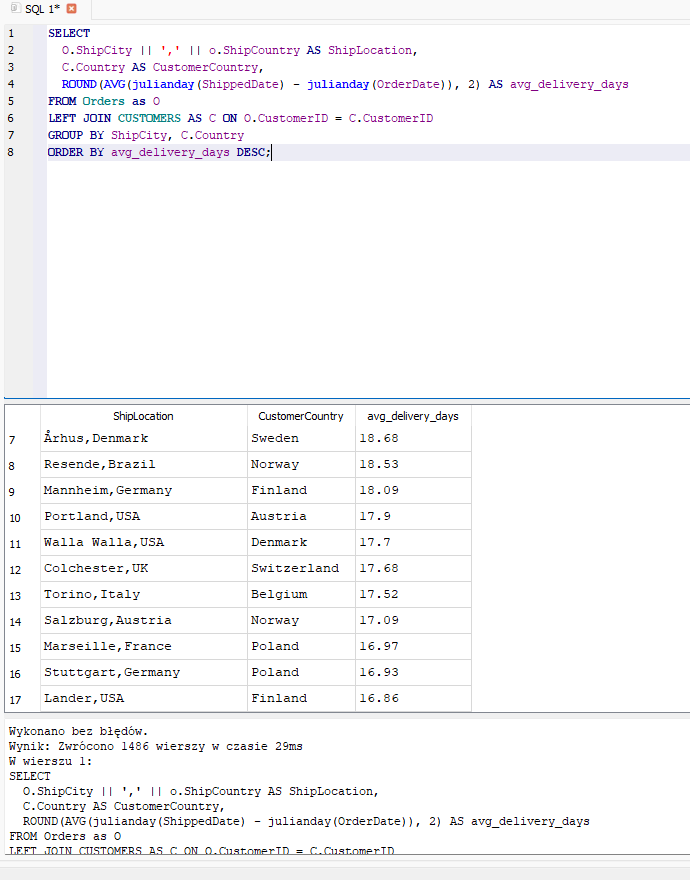 SQL 1*
1 SELECT
2 O.ShipCity || ',' || o.ShipCountry AS ShipLocation,
3 C.Country AS CustomerCountry,
4 ROUND(AVG(julianday(ShippedDate) - julianday(OrderDate)), 2) AS avg_delivery_days
5 FROM Orders as O
6 LEFT JOIN CUSTOMERS AS C ON O.CustomerID = C.CustomerID
7 GROUP BY ShipCity, C.Country
8 ORDER BY avg_delivery_days DESC;
ShipLocation CustomerCountry avg_delivery_days
7 Århus,Denmark Sweden 18.68
8 Resende,Brazil Norway 18.53
9 Mannheim,Germany Finland 18.09
10 Portland,USA Austria 17.9
11 Walla Walla,USA Denmark 17.7
12 Colchester,UK Switzerland 17.68
13 Torino,Italy Belgium 17.52
14 Salzburg,Austria Norway 17.09
15 Marseille,France Poland 16.97
16 Stuttgart,Germany Poland 16.93
17 Lander,USA Finland 16.86
Wykonano bez błędów.
Wynik: Zwrócono 1486 wierszy w czasie 29ms
W wierszu 1:
SELECT
O.ShipCity || ',' || o.ShipCountry AS ShipLocation,
C.Country AS CustomerCountry,
ROUND(AVG(julianday(ShippedDate) - julianday(OrderDate)), 2) AS avg_delivery_days
FROM Orders as O
LEFT JOIN CUSTOMERS AS C ON O.CustomerID = C.CustomerID